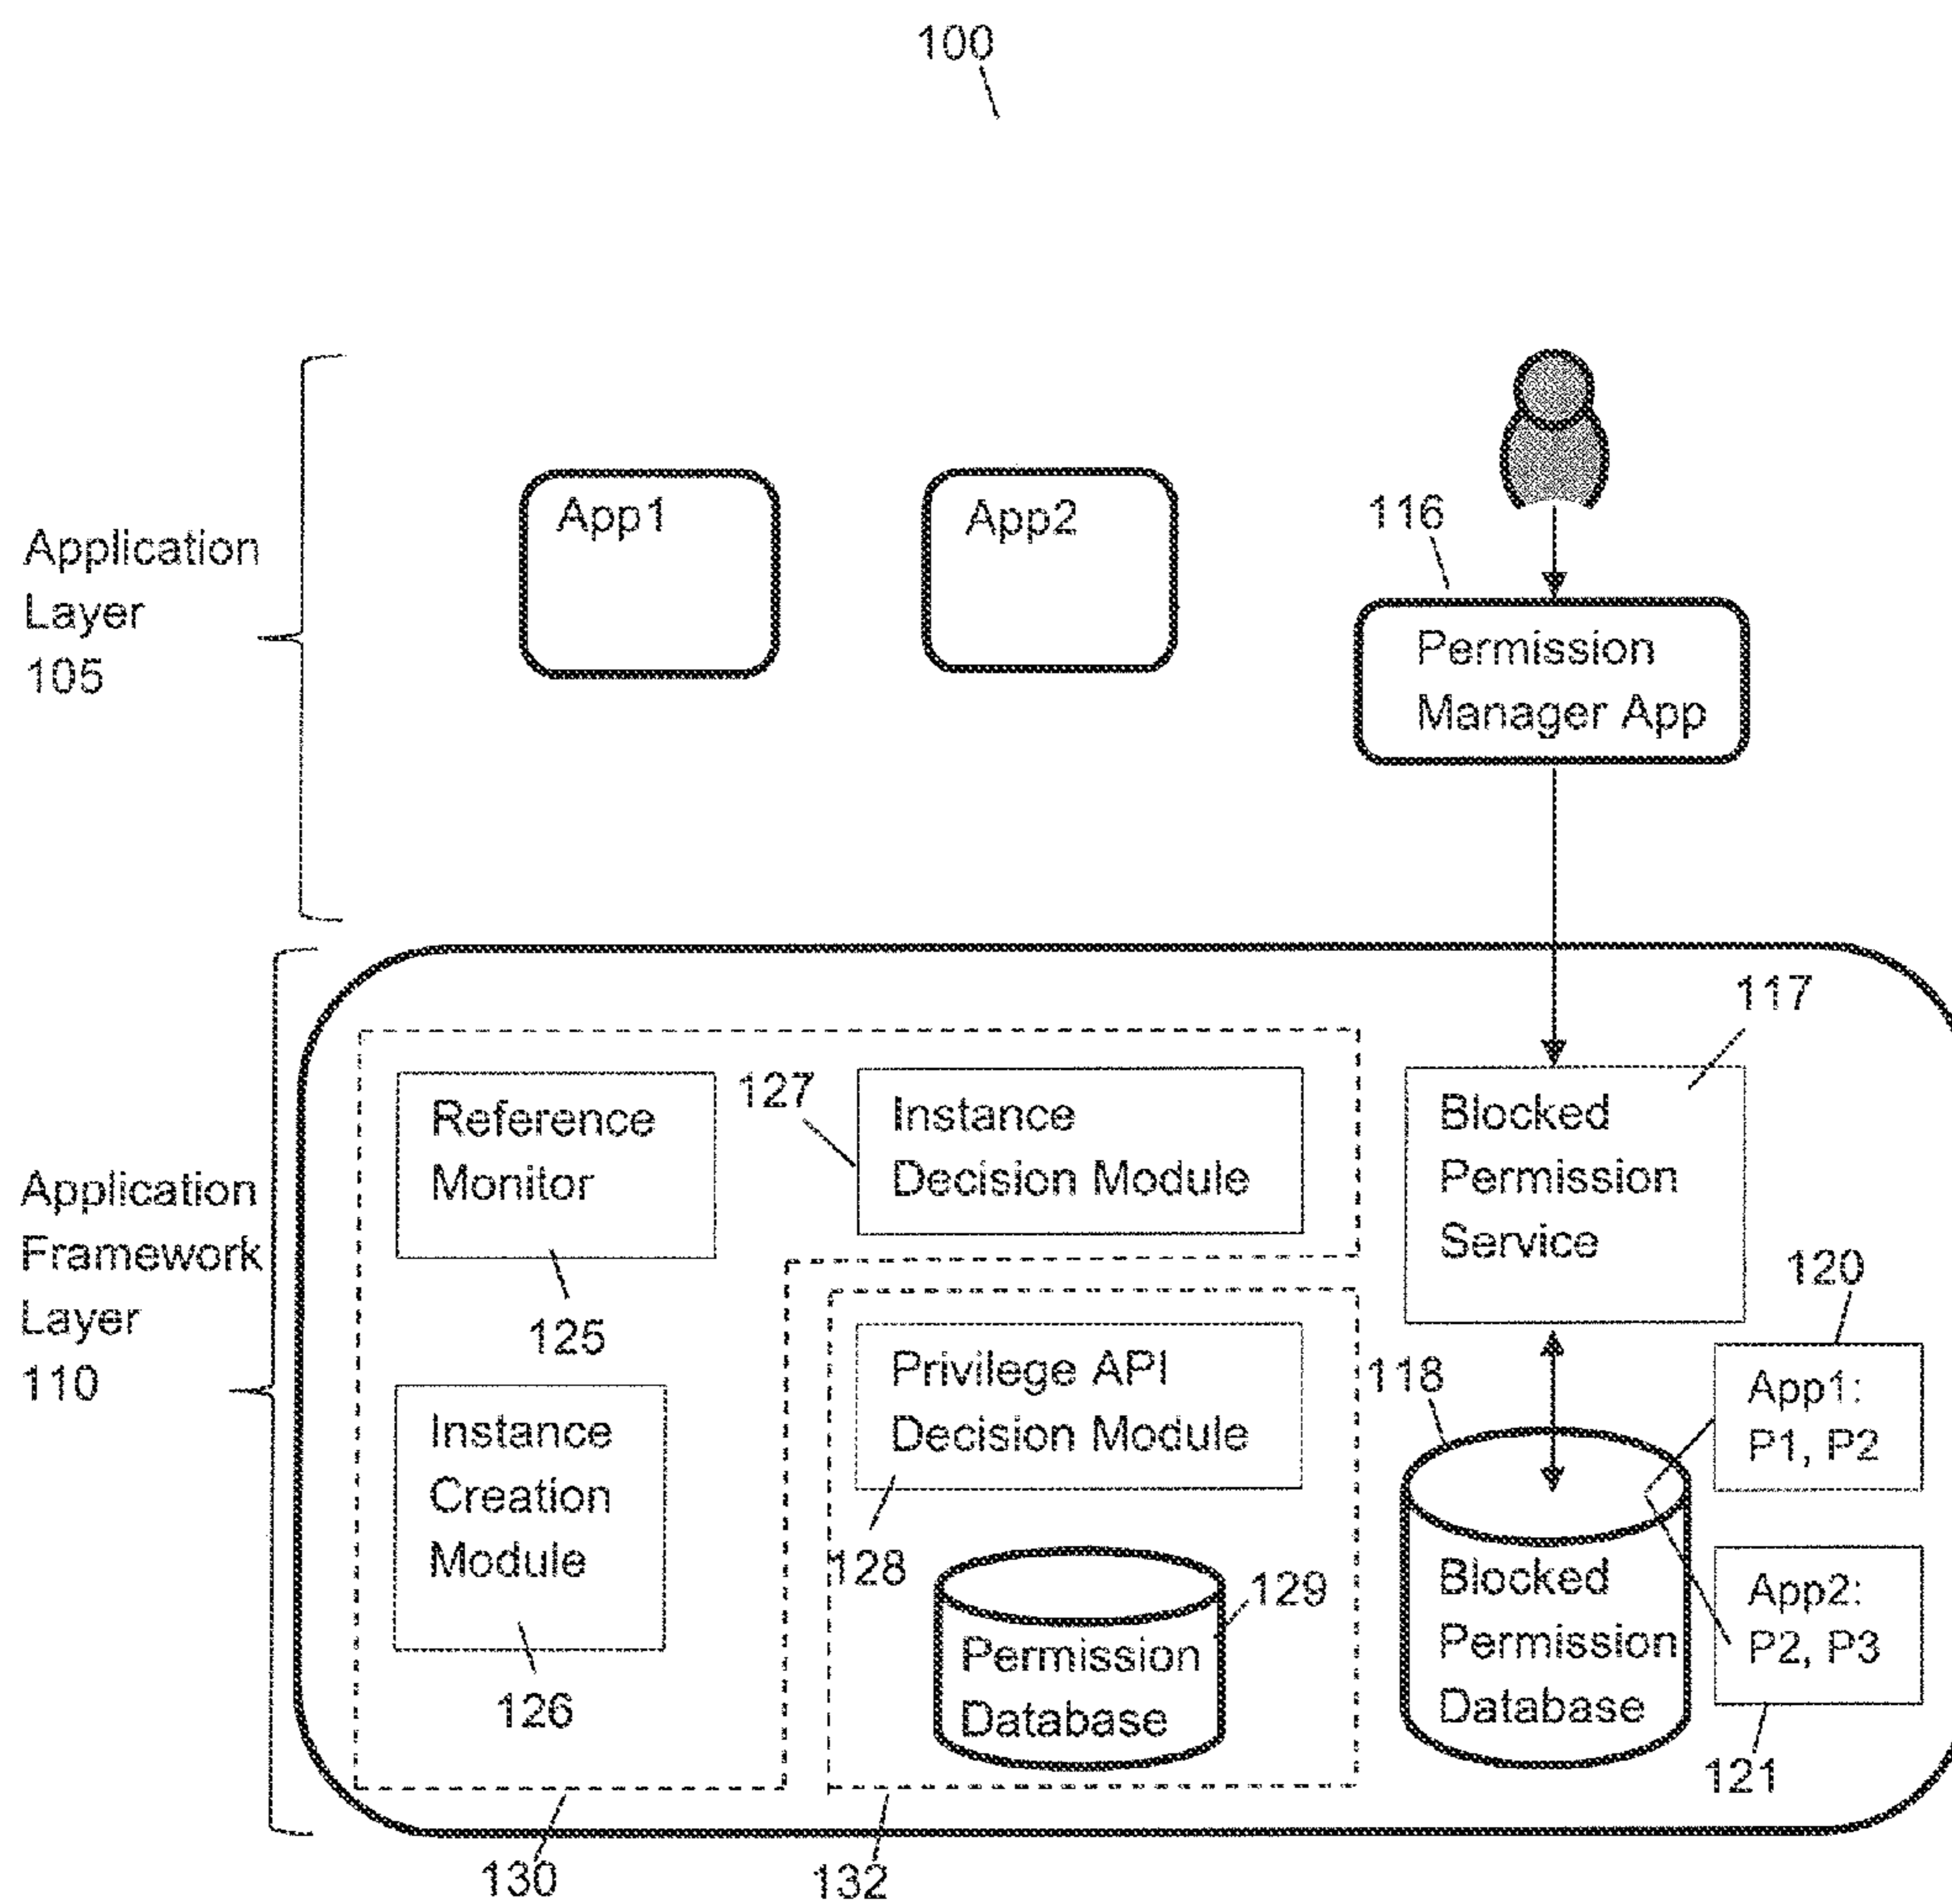 100
Application
Layer
105
App1
App2
116
Permission
Manager App
Application
Framework
Layer
110
Reference
Monitor
125
127
Instance
Decision Module
117
Blocked
Permission
Service
Instance
Creation
Module
126
Privilege API
Decision Module
128
Permission
Database
129
118
Blocked
Permission
Database
120
App1:
P1, P2
App2:
P2, P3
121
130
132